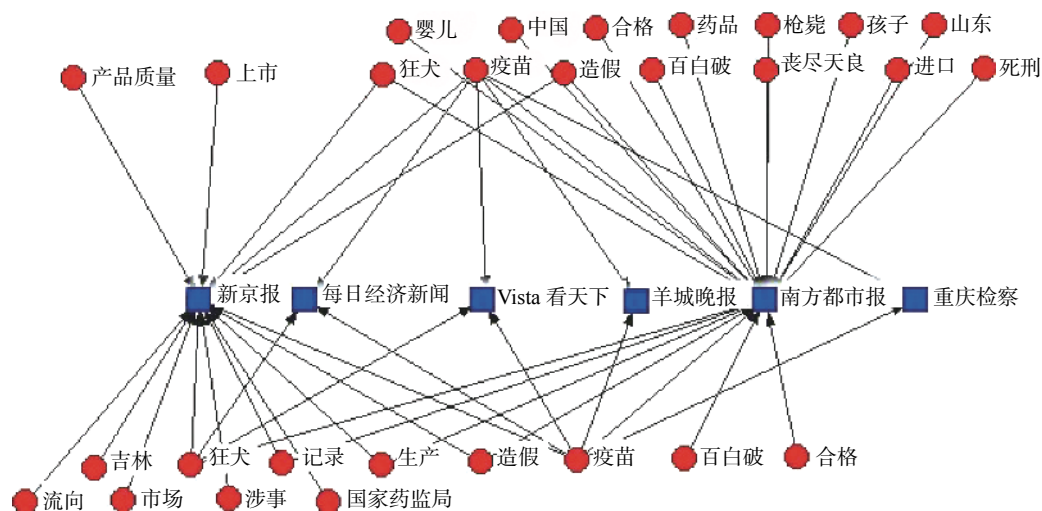 婴儿
中国
合格
药品
枪毙
孩子
山东
产品质量
上市
狂犬
疫苗
造假
百白破
丧尽天良
进口
死刑
新京报
每日经济新闻
Vista 看天下
羊城晚报
南方都市报
重庆检察
吉林
狂犬
记录
生产
造假
疫苗
百白破
合格
流向
市场
涉事
国家药监局